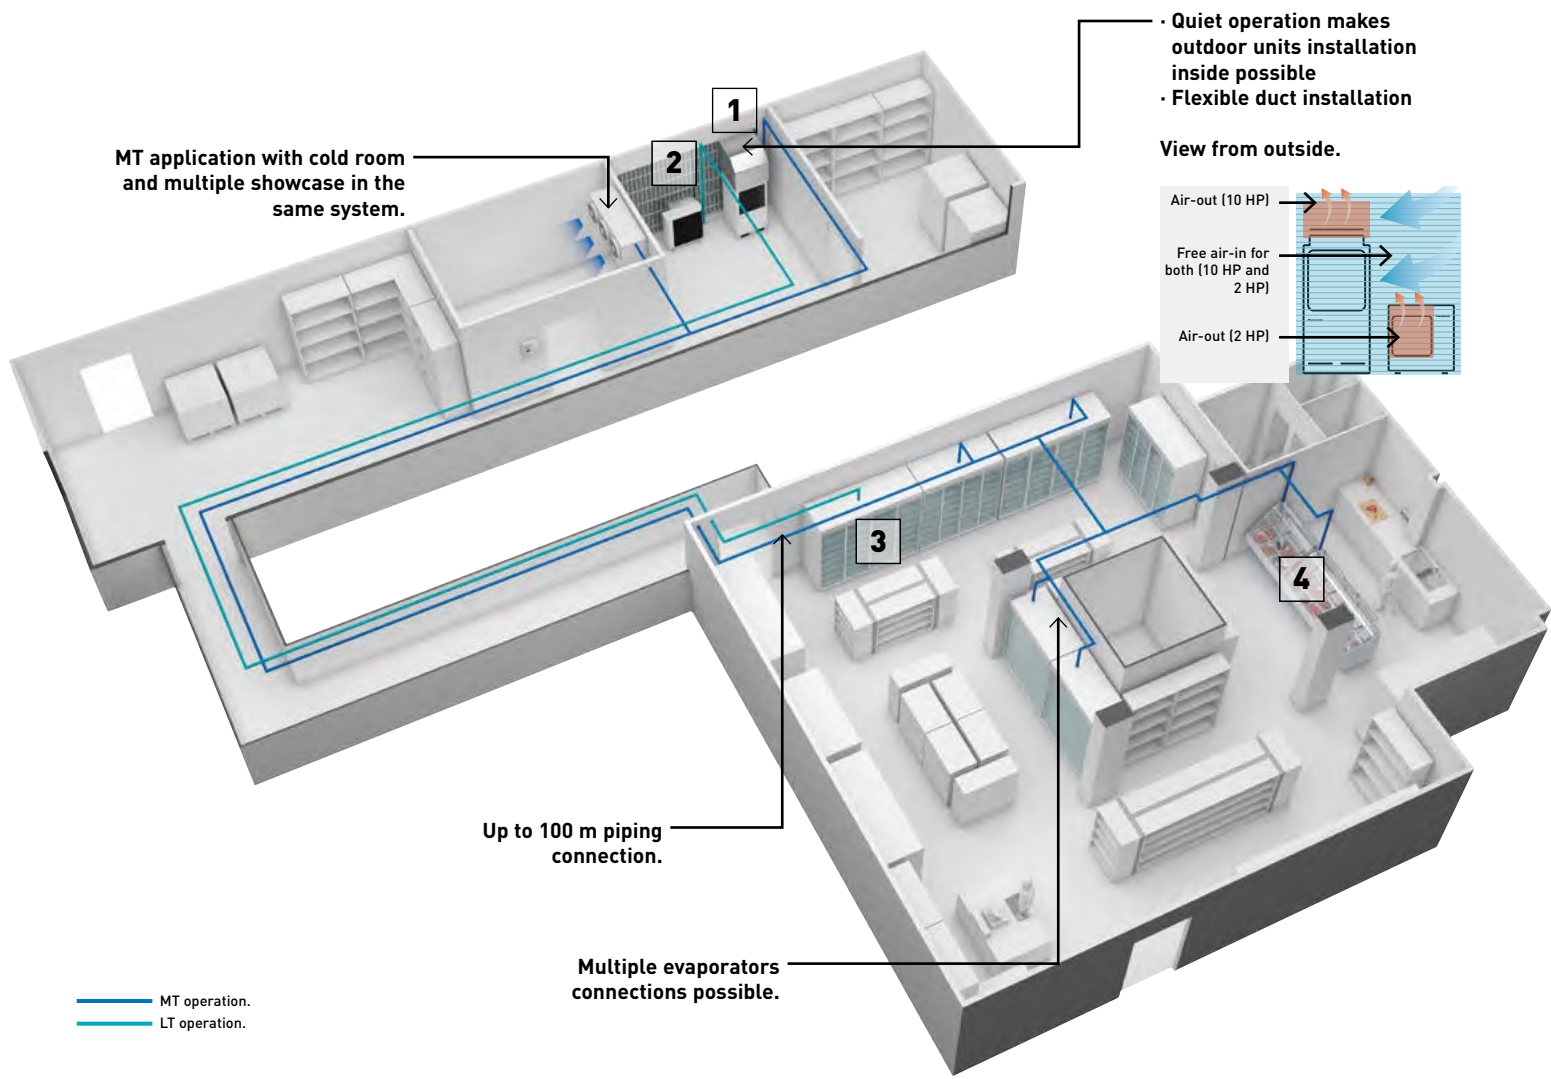 · Quiet operation makes
outdoor units installation
inside possible
· Flexible duct installation
View from outside.
Air-out (10 HP)
Free air-in for
both (10 HP and
2 HP)
Air-out (2 HP)
1
2
MT application with cold room
and multiple showcase in the
same system.
3
4
Up to 100 m piping
connection.
Multiple evaporators
connections possible.
MT operation.
LT operation.